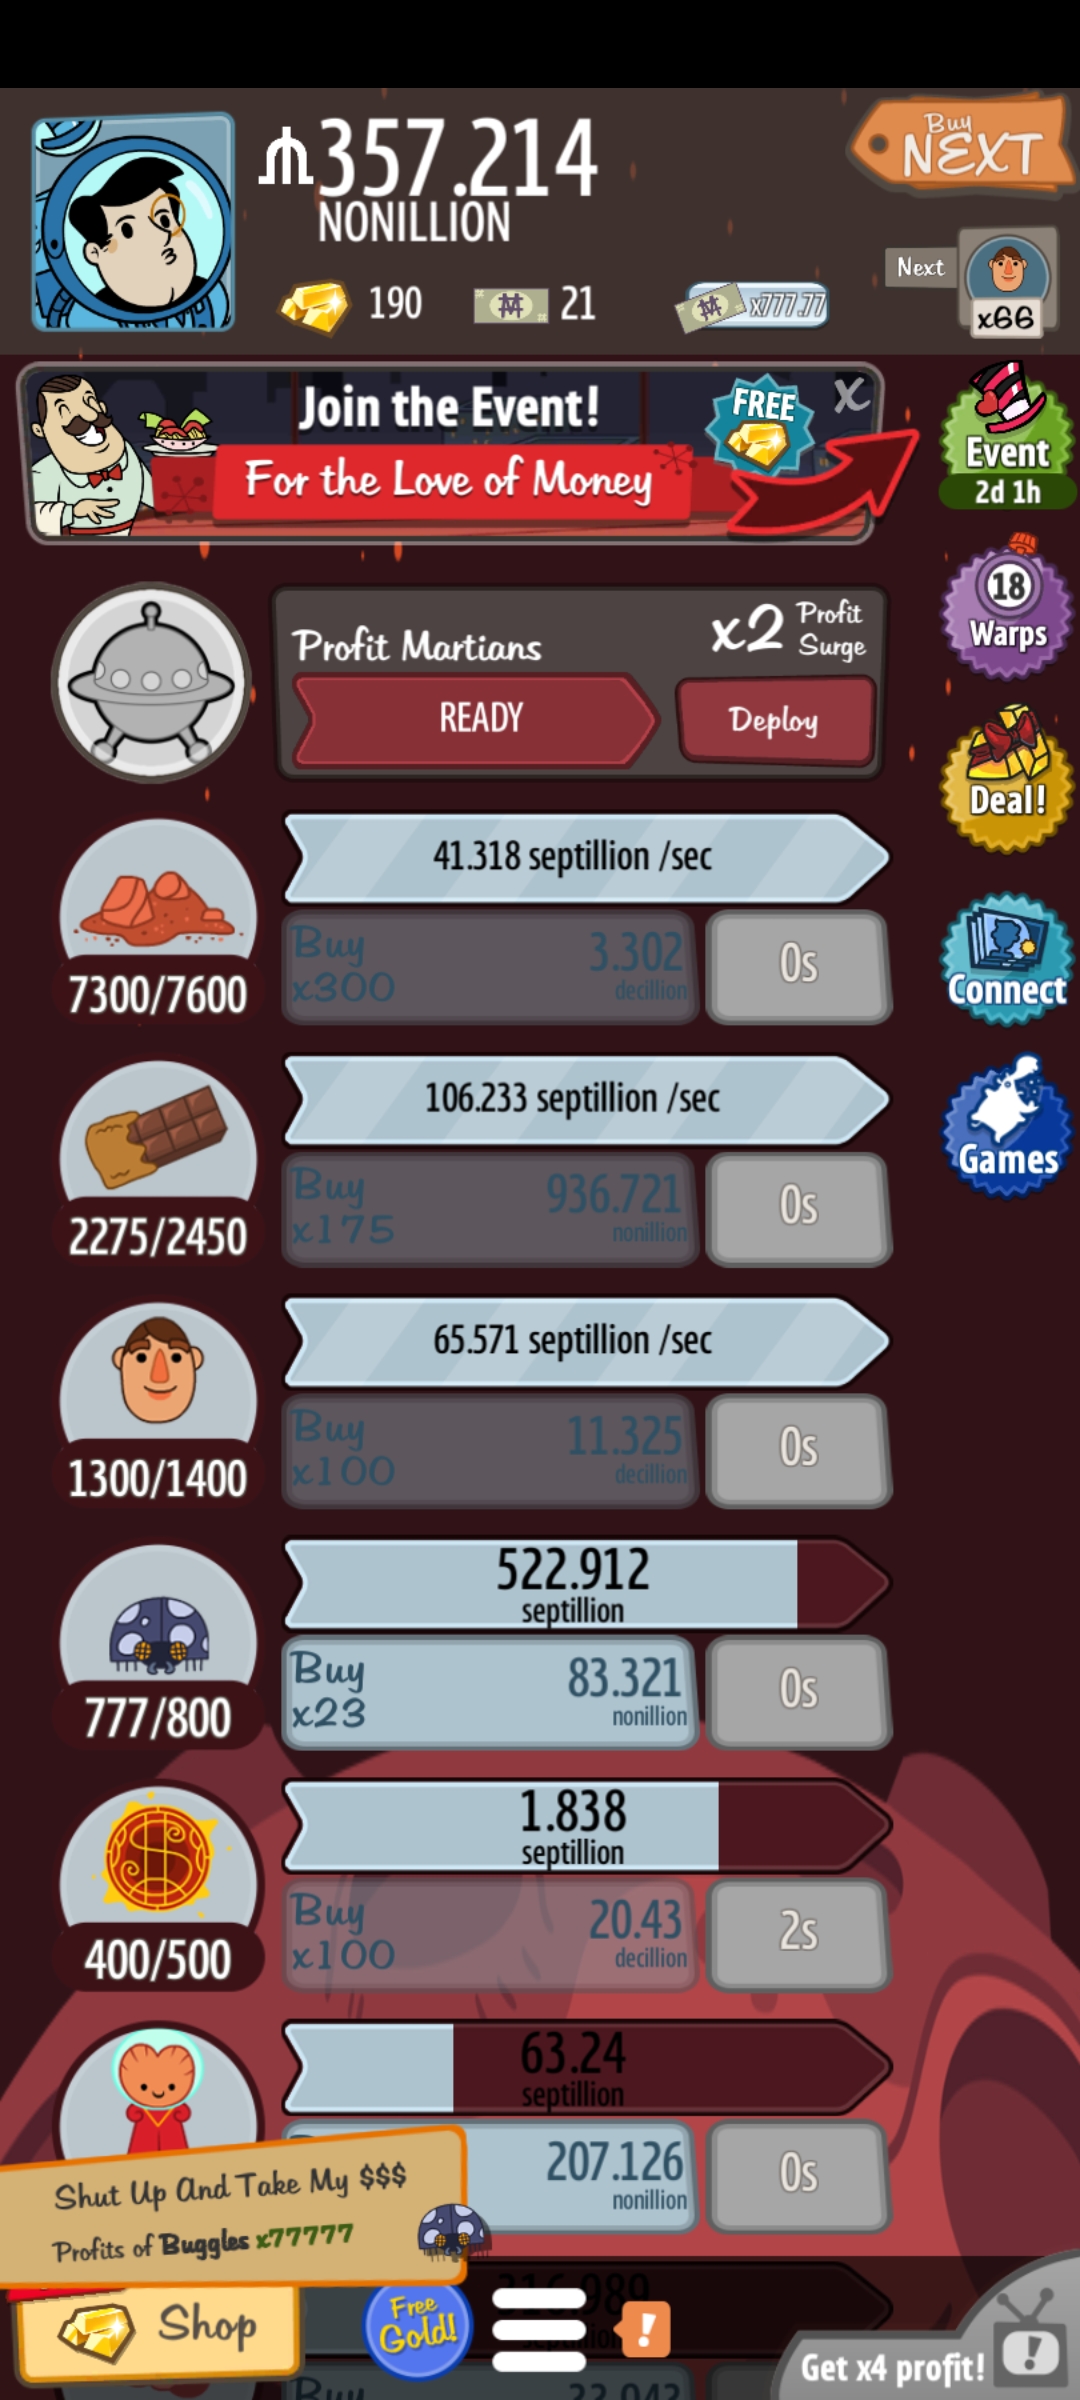 357.214
NONILLION
Buy
NEXT
190
21
x777.77
Next
x66
Join the Event!
For the Love of Money
FREE
X
Event
2d 1h
18
Warps
Deal!
Connect
Games
Profit Martians
x2 Profit Surge
READY
Deploy
41.318 septillion /sec
7300/7600
Buy x300
3.302
decillion
0s
106.233 septillion /sec
2275/2450
Buy x175
936.721
nonillion
0s
65.571 septillion /sec
1300/1400
Buy x100
11.325
decillion
0s
522.912
septillion
777/800
Buy x23
83.321
nonillion
0s
1.838
septillion
400/500
Buy x100
20.43
decillion
2s
63.24
septillion
207.126
nonillion
0s
Shut Up And Take My $$$
Profits of Buggles x77777
Shop
Free Gold!
!
Get x4 profit!
!
Buy